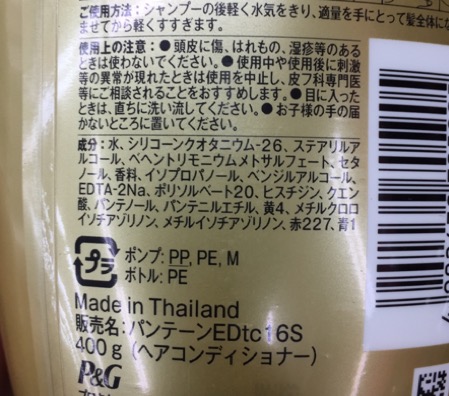 ご使用方法：シャンプーの後軽く水気をきり、適量を手にとって髪全体に
ませてから軽くすすぎます。
使用上の注意：●頭皮に傷、はれもの、湿疹等のある
ときは使わないでください。●使用中や使用後に刺激
等の異常が現れたときは使用を中止し、皮フ科専門医
等にご相談されることをおすすめします。●目に入った
ときは、直ちに洗い流してください。●お子様の手の届
かないところに置いてください。
成分：水、シリコーンクオタニウム-26、ステアリルア
ルコール、ベヘントリモニウムメトサルフェート、セタ
ノール、香料、イソプロパノール、ベンジルアルコール、
EDTA-2Na、ポリソルベート20、ヒスチジン、クエン
酸、パンテノール、パンテニルエチル、黄4、メチルクロロ
イソチアゾリノン、メチルイソチアゾリノン、赤227、青1
プラ
ポンプ：PP, PE, M
ボトル：PE
Made in Thailand
販売名：パンテーンEDtc16S
400g（ヘアコンディショナー）
P&G